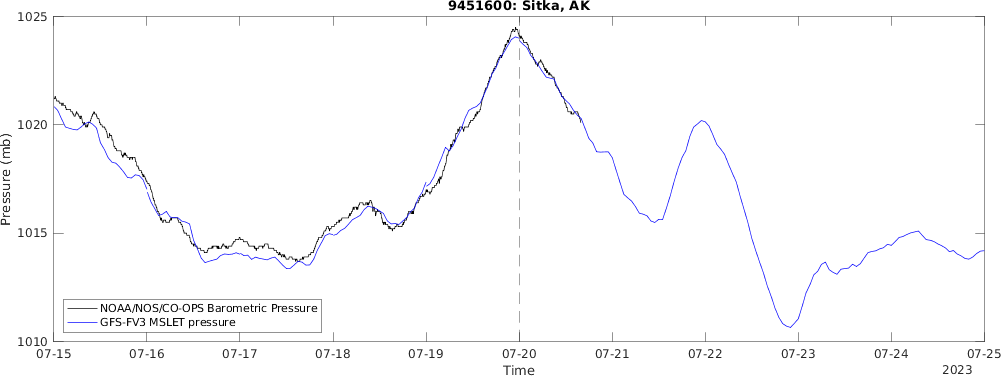 9451600: Sitka, AK
Pressure (mb)
1025
1020
1015
1010
NOAA/NOS/CO-OPS Barometric Pressure
GFS-FV3 MSLET pressure
07-15 07-16 07-17 07-18 07-19 07-20 07-21 07-22 07-23 07-24 07-25
Time
2023